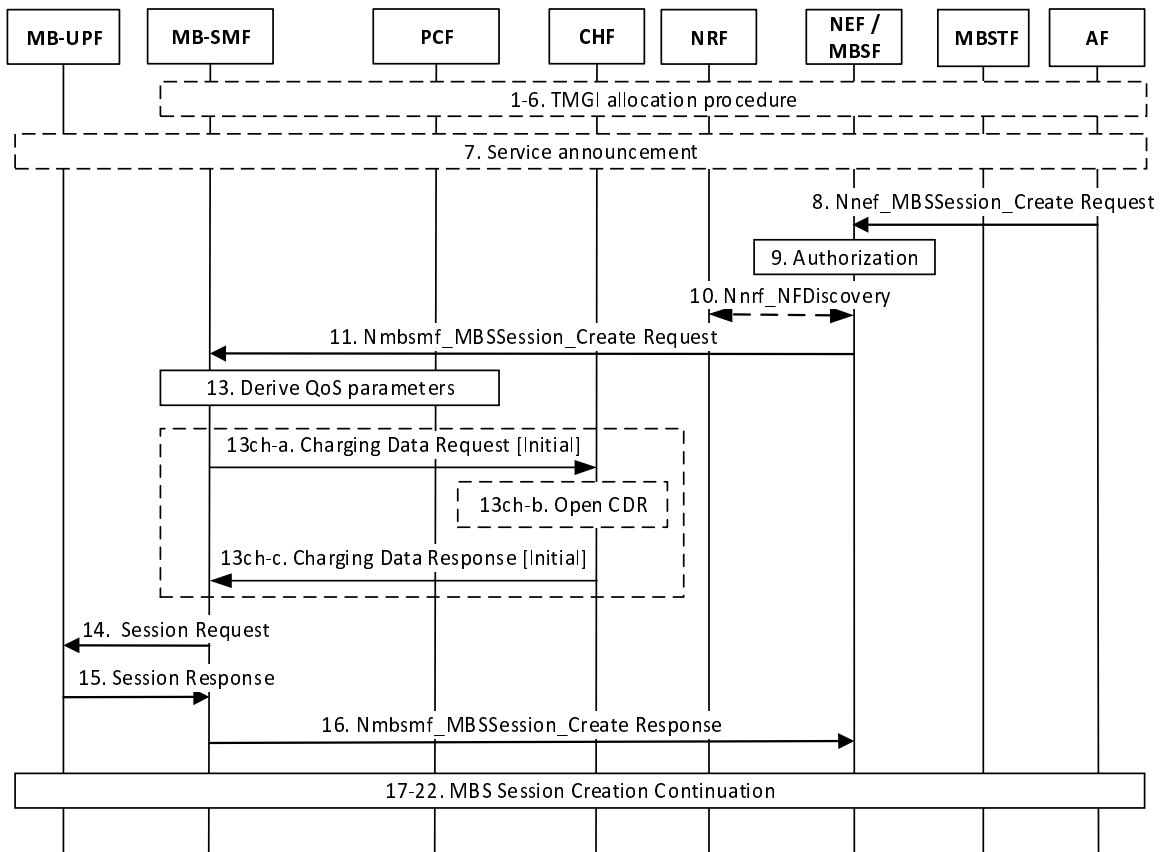 MB-UPF
MB-SMF
PCF
CHF
NRF
NEF /
MBSF
MBSTF
AF
1-6. TMGI allocation procedure
7. Service announcement
8. Nnef_MBSSession_Create Request
9. Authorization
10. Nnrf_NFDiscovery
11. Nmbsmf_MBSSession_Create Request
13. Derive QoS parameters
13ch-a. Charging Data Request [Initial]
13ch-b. Open CDR
13ch-c. Charging Data Response [Initial]
14. Session Request
15. Session Response
16. Nmbsmf_MBSSession_Create Response
17-22. MBS Session Creation Continuation